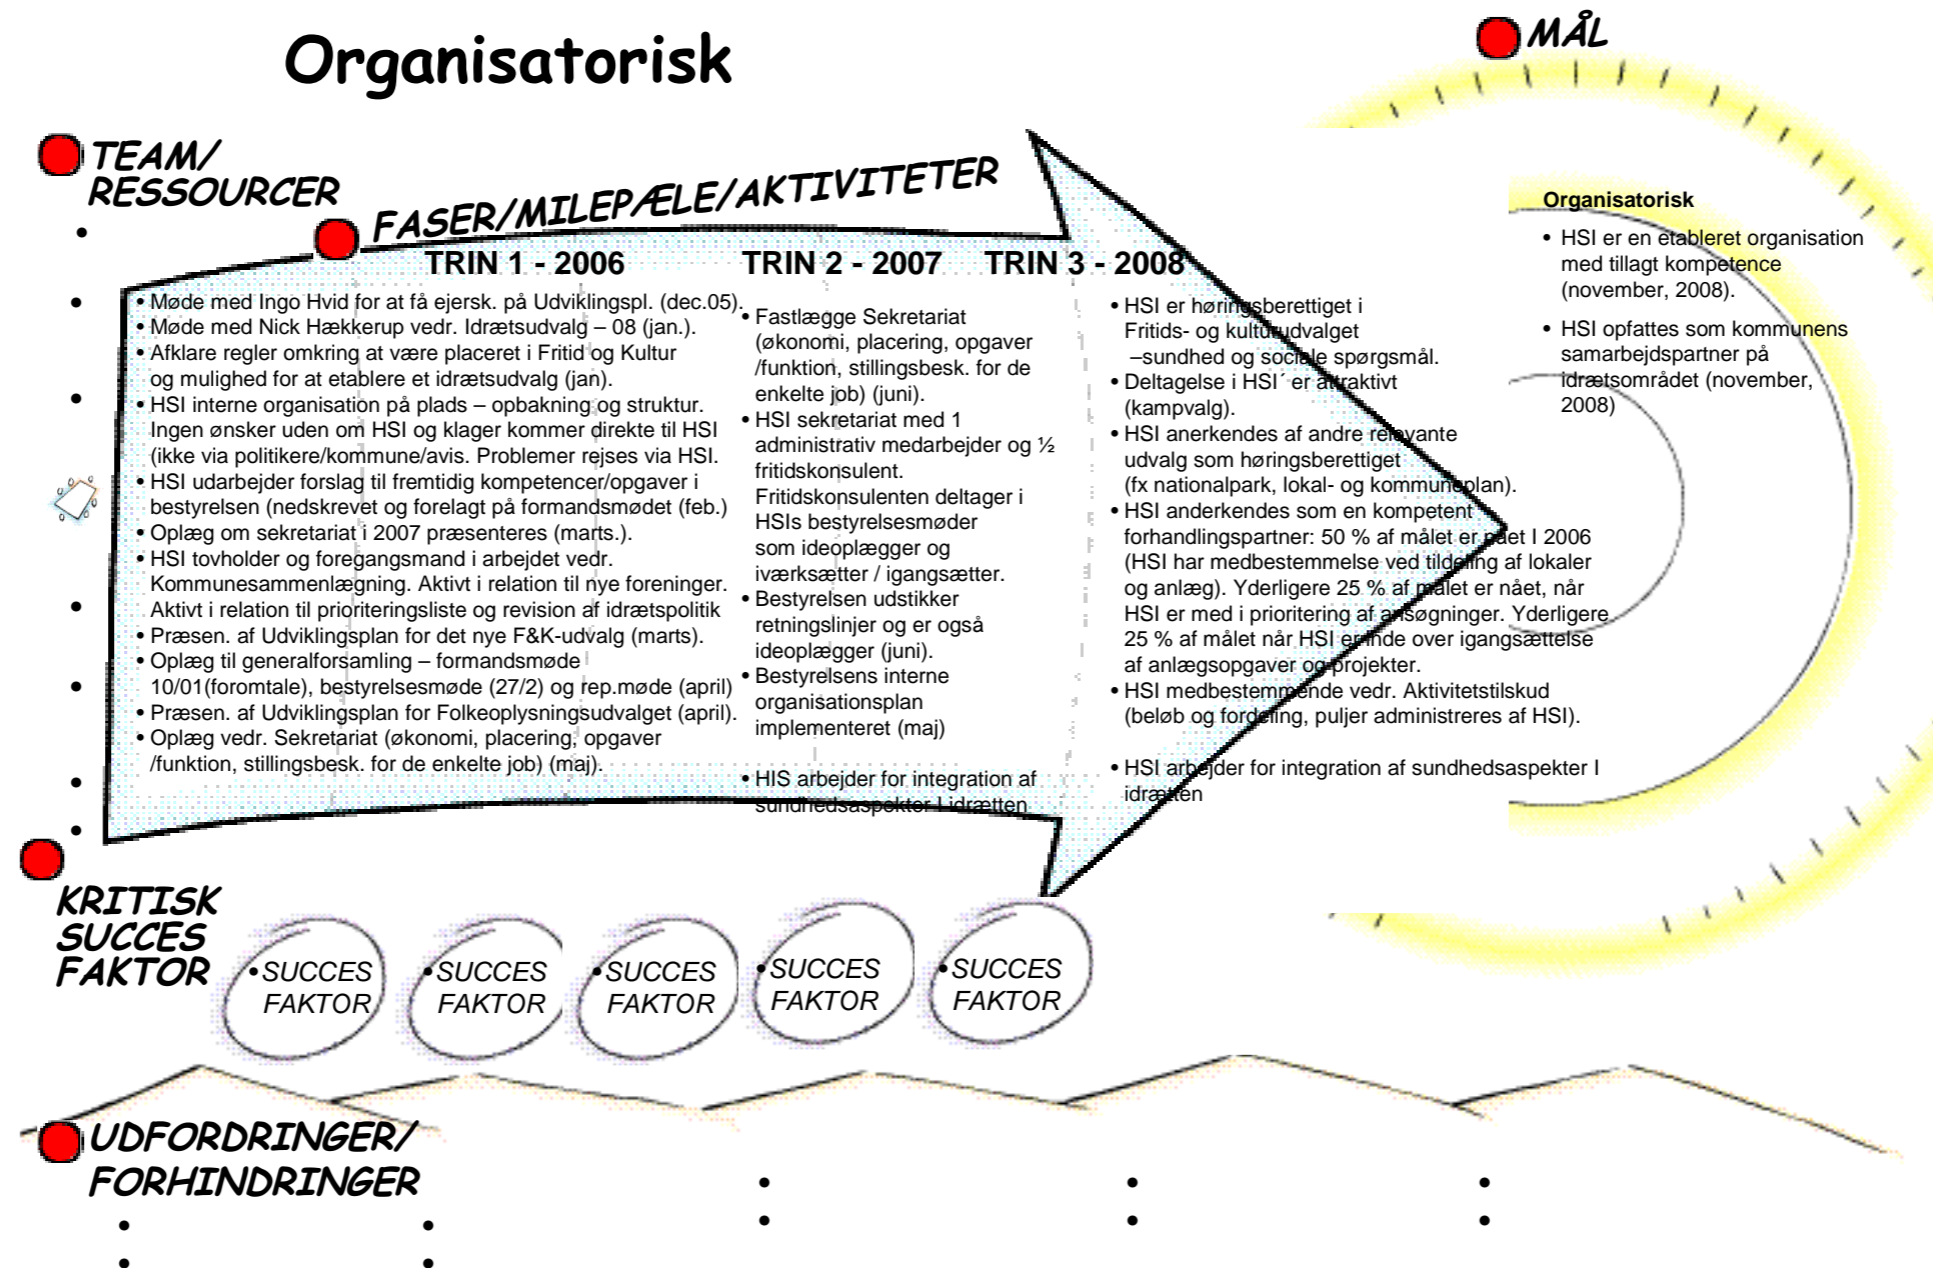 Organisatorisk
MÅL
TEAM/
RESSOURCER
FASER/MILEPÆLE/AKTIVITETER
TRIN 1 - 2006
• Møde med Ingo Hvid for at få ejersk. på Udviklingspl. (dec.05).
• Møde med Nick Hækkerup vedr. Idrætsudvalg – 08 (jan.).
• Afklare regler omkring at være placeret i Fritid og Kultur
og mulighed for at etablere et idrætsudvalg (jan).
• HSI interne organisation på plads – opbakning og struktur.
Ingen ønsker uden om HSI og klager kommer direkte til HSI
(ikke via politikere/kommune/avis. Problemer rejses via HSI.
• HSI udarbejder forslag til fremtidig kompetencer/opgaver i
bestyrelsen (nedskrevet og forelagt på formandsmødet (feb.)
• Oplæg om sekretariat i 2007 præsenteres (marts.).
• HSI tovholder og foregangsmand i arbejdet vedr.
Kommunesammenlægning. Aktivt i relation til nye foreninger.
Aktivt i relation til prioriteringsliste og revision af idrætspolitik
• Præsen. af Udviklingsplan for det nye F&K-udvalg (marts).
• Oplæg til generalforsamling – formandsmøde
10/01(foromtale), bestyrelsesmøde (27/2) og rep.møde (april)
• Præsen. af Udviklingsplan for Folkeoplysningsudvalget (april).
• Oplæg vedr. Sekretariat (økonomi, placering, opgaver
/funktion, stillingsbesk. for de enkelte job) (maj).
TRIN 2 - 2007
• Fastlægge Sekretariat
(økonomi, placering, opgaver
/funktion, stillingsbesk. for de
enkelte job) (juni).
• HSI sekretariat med 1
administrativ medarbejder og ½
fritidskonsulent.
Fritidskonsulenten deltager i
HSIs bestyrelsesmøder
som ideoplægger og
iværksætter / igangsætter.
• Bestyrelsen udstikker
retningslinjer og er også
ideoplægger (juni).
• Bestyrelsens interne
organisationsplan
implementeret (maj)
• HIS arbejder for integration af
sundhedsaspekter I idrætten
TRIN 3 - 2008
• HSI er høringsberettiget i
Fritids- og kulturudvalget
–sundhed og sociale spørgsmål.
• Deltagelse i HSI´ er attraktivt
(kampvalg).
• HSI anerkendes af andre relevante
udvalg som høringsberettiget
(fx nationalpark, lokal- og kommuneplan).
• HSI anderkendes som en kompetent
forhandlingspartner: 50 % af målet er nået I 2006
(HSI har medbestemmelse ved tildeling af lokaler
og anlæg). Yderligere 25 % af målet er nået, når
HSI er med i prioritering af ansøgninger. Yderligere
25 % af målet når HSI er inde over igangsættelse
af anlægsopgaver og projekter.
• HSI medbestemmende vedr. Aktivitetstilskud
(beløb og fordeling, puljer administreres af HSI).
• HSI arbejder for integration af sundhedsaspekter I
idrætten
Organisatorisk
• HSI er en etableret organisation
med tillagt kompetence
(november, 2008).
• HSI opfattes som kommunens
samarbejdspartner på
idrætsområdet (november,
2008)
KRITISK
SUCCES
FAKTOR
•SUCCES
FAKTOR
•SUCCES
FAKTOR
•SUCCES
FAKTOR
•SUCCES
FAKTOR
•SUCCES
FAKTOR
UDFORDRINGER/
FORHINDRINGER